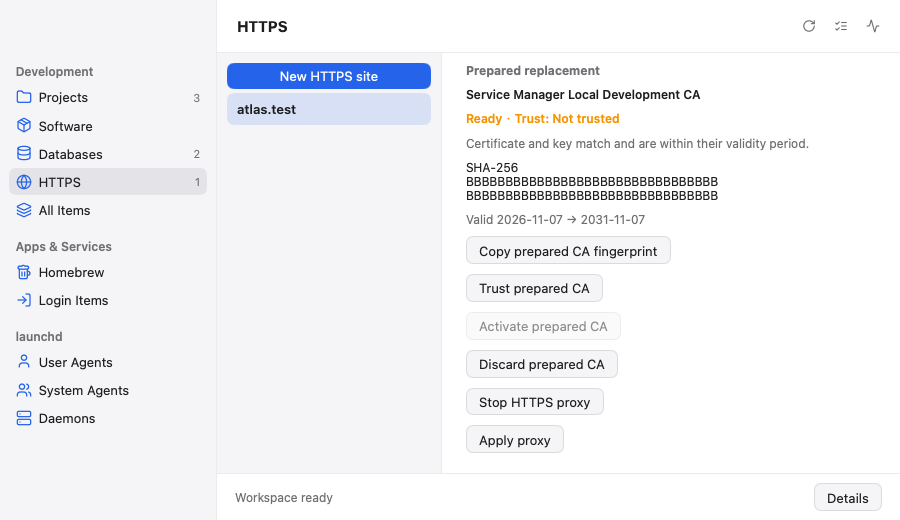 HTTPS
Development
Projects 3
Software
Databases 2
HTTPS 1
All Items
Apps & Services
Homebrew
Login Items
launchd
User Agents
System Agents
Daemons
New HTTPS site
atlas.test
Prepared replacement
Service Manager Local Development CA
Ready · Trust: Not trusted
Certificate and key match and are within their validity period.
SHA-256
BBBBBBBBBBBBBBBBBBBBBBBBBBBBBBBB
BBBBBBBBBBBBBBBBBBBBBBBBBBBBBBBB
Valid 2026-11-07 → 2031-11-07
Copy prepared CA fingerprint
Trust prepared CA
Activate prepared CA
Discard prepared CA
Stop HTTPS proxy
Apply proxy
Workspace ready
Details